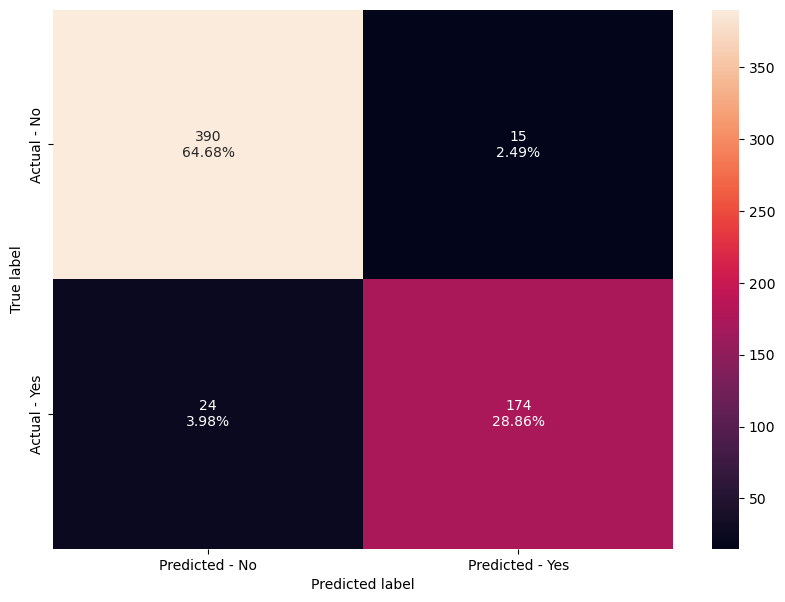 Actual - No
390
64.68%
15
2.49%
True label
Actual - Yes
24
3.98%
174
28.86%
Predicted - No
Predicted - Yes
Predicted label
350
300
250
200
150
100
50